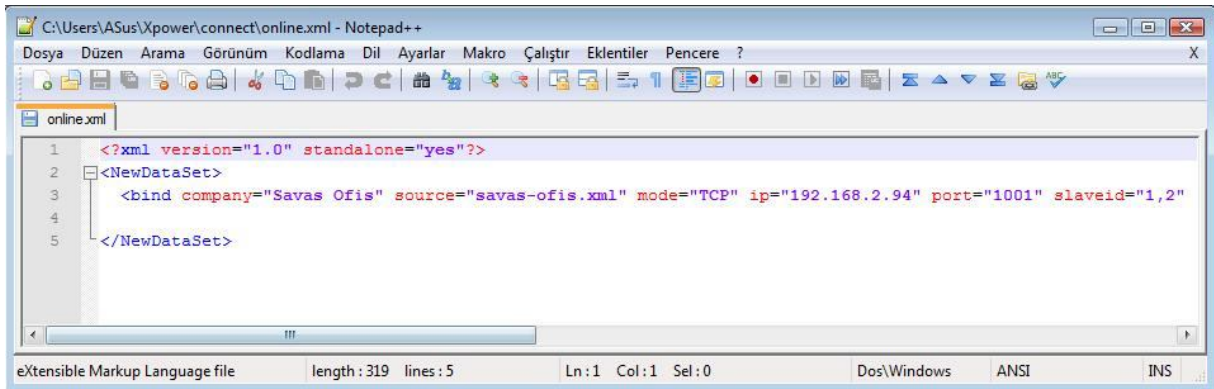 C:\Users\ASus\Xpower\connect\online.xml - Notepad++
Dosya Düzen Arama Görünüm Kodlama Dil Ayarlar Makro Çalıştır Eklentiler Pencere ? X
online.xml
1 <?xml version="1.0" standalone="yes"?>
2 <NewDataSet>
3 <bind company="Savas Ofis" source="savas-ofis.xml" mode="TCP" ip="192.168.2.94" port="1001" slaveid="1,2"
4
5 </NewDataSet>
eXtensible Markup Language file length : 319 lines : 5 Ln : 1 Col : 1 Sel : 0 Dos\Windows ANSI INS